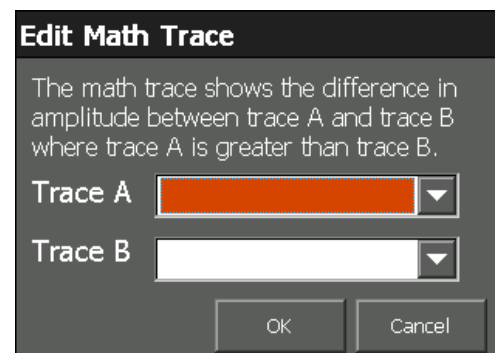 Edit Math Trace
The math trace shows the difference in
amplitude between trace A and trace B
where trace A is greater than trace B.
Trace A
Trace B
OK
Cancel